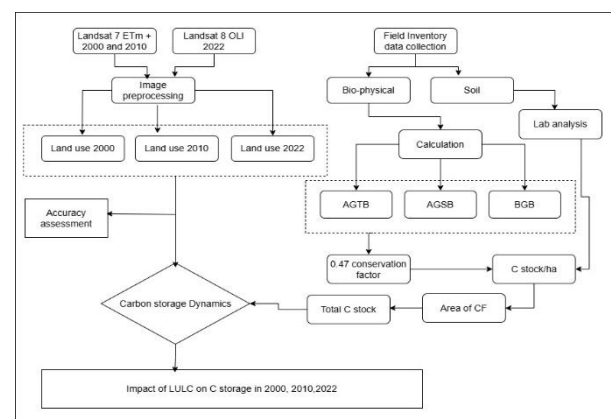 Landsat 7 ETm +
2000 and 2010
Landsat 8 OLI
2022
Field Inventory
data collection
Image
preprocessing
Bio-physical
Soil
Lab analysis
Land use 2000
Land use 2010
Land use 2022
Calculation
AGTB
AGSB
BGB
Accuracy
assessment
0.47 conservation
factor
C stock/ha
Carbon storage Dynamics
Total C stock
Area of CF
Impact of LULC on C storage in 2000, 2010,2022